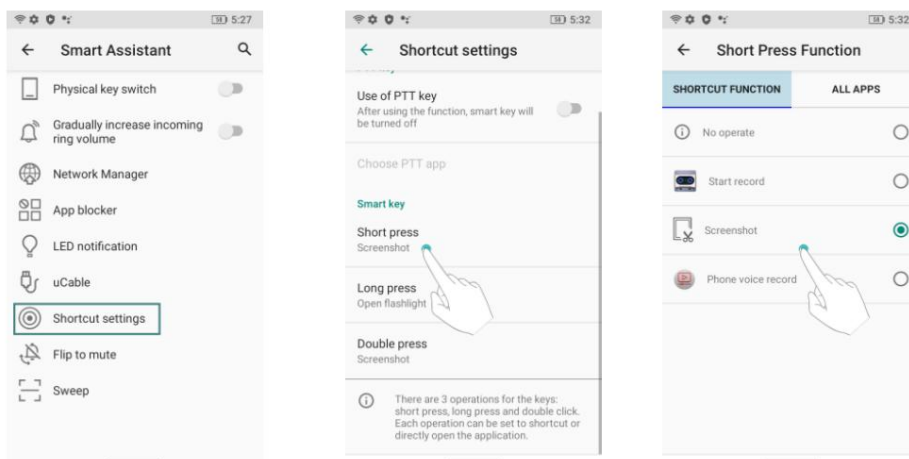 58 5:27
Smart Assistant
Physical key switch
Gradually increase incoming
ring volume
Network Manager
App blocker
LED notification
uCable
Shortcut settings
Flip to mute
Sweep
58 5:32
Shortcut settings
Use of PTT key
After using the function, smart key will
be turned off
Choose PTT app
Smart key
Short press
Screenshot
Long press
Open flashlight
Double press
Screenshot
There are 3 operations for the keys:
short press, long press and double click.
Each operation can be set to shortcut or
directly open the application.
58 5:32
Short Press Function
SHORTCUT FUNCTION ALL APPS
No operate
Start record
Screenshot
Phone voice record